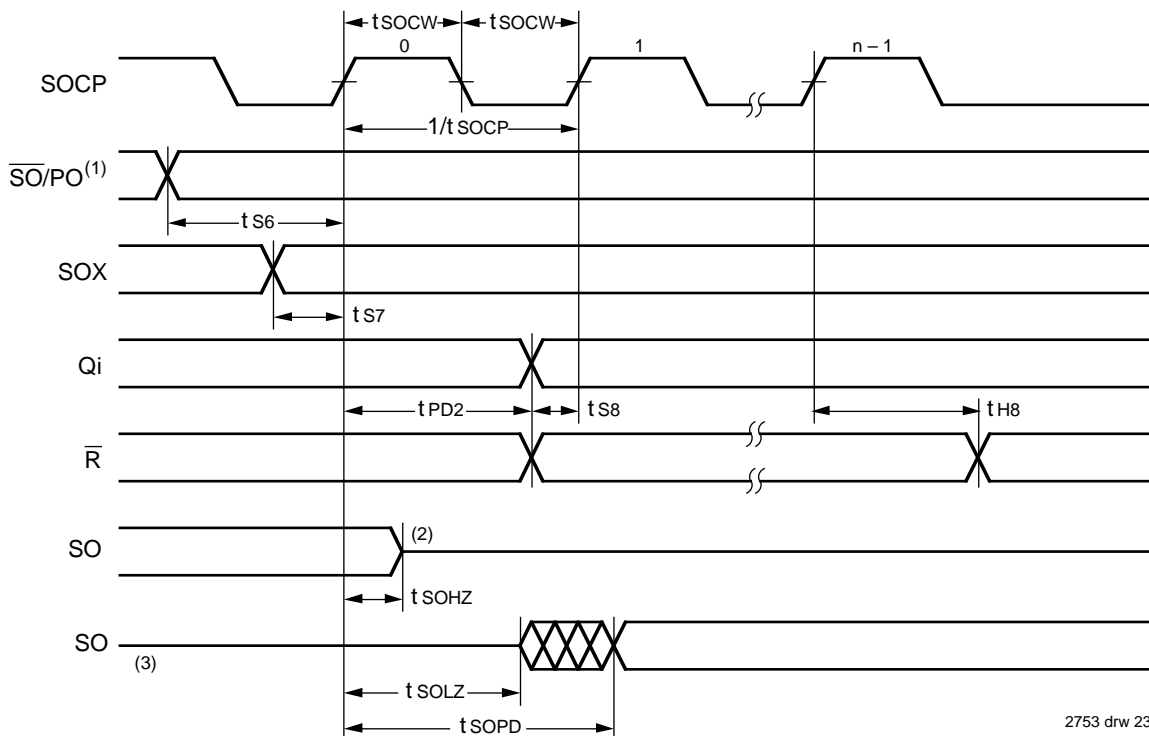 tSOCW tSOCW
0 1 n – 1
SOCP
1/tSOCP
SO/PO(1)
tS6
SOX
tS7
Qi
tPD2 tS8 tH8
R
SO (2)
tSOHZ
SO
(3)
tSOLZ
tSOPD
2753 drw 23